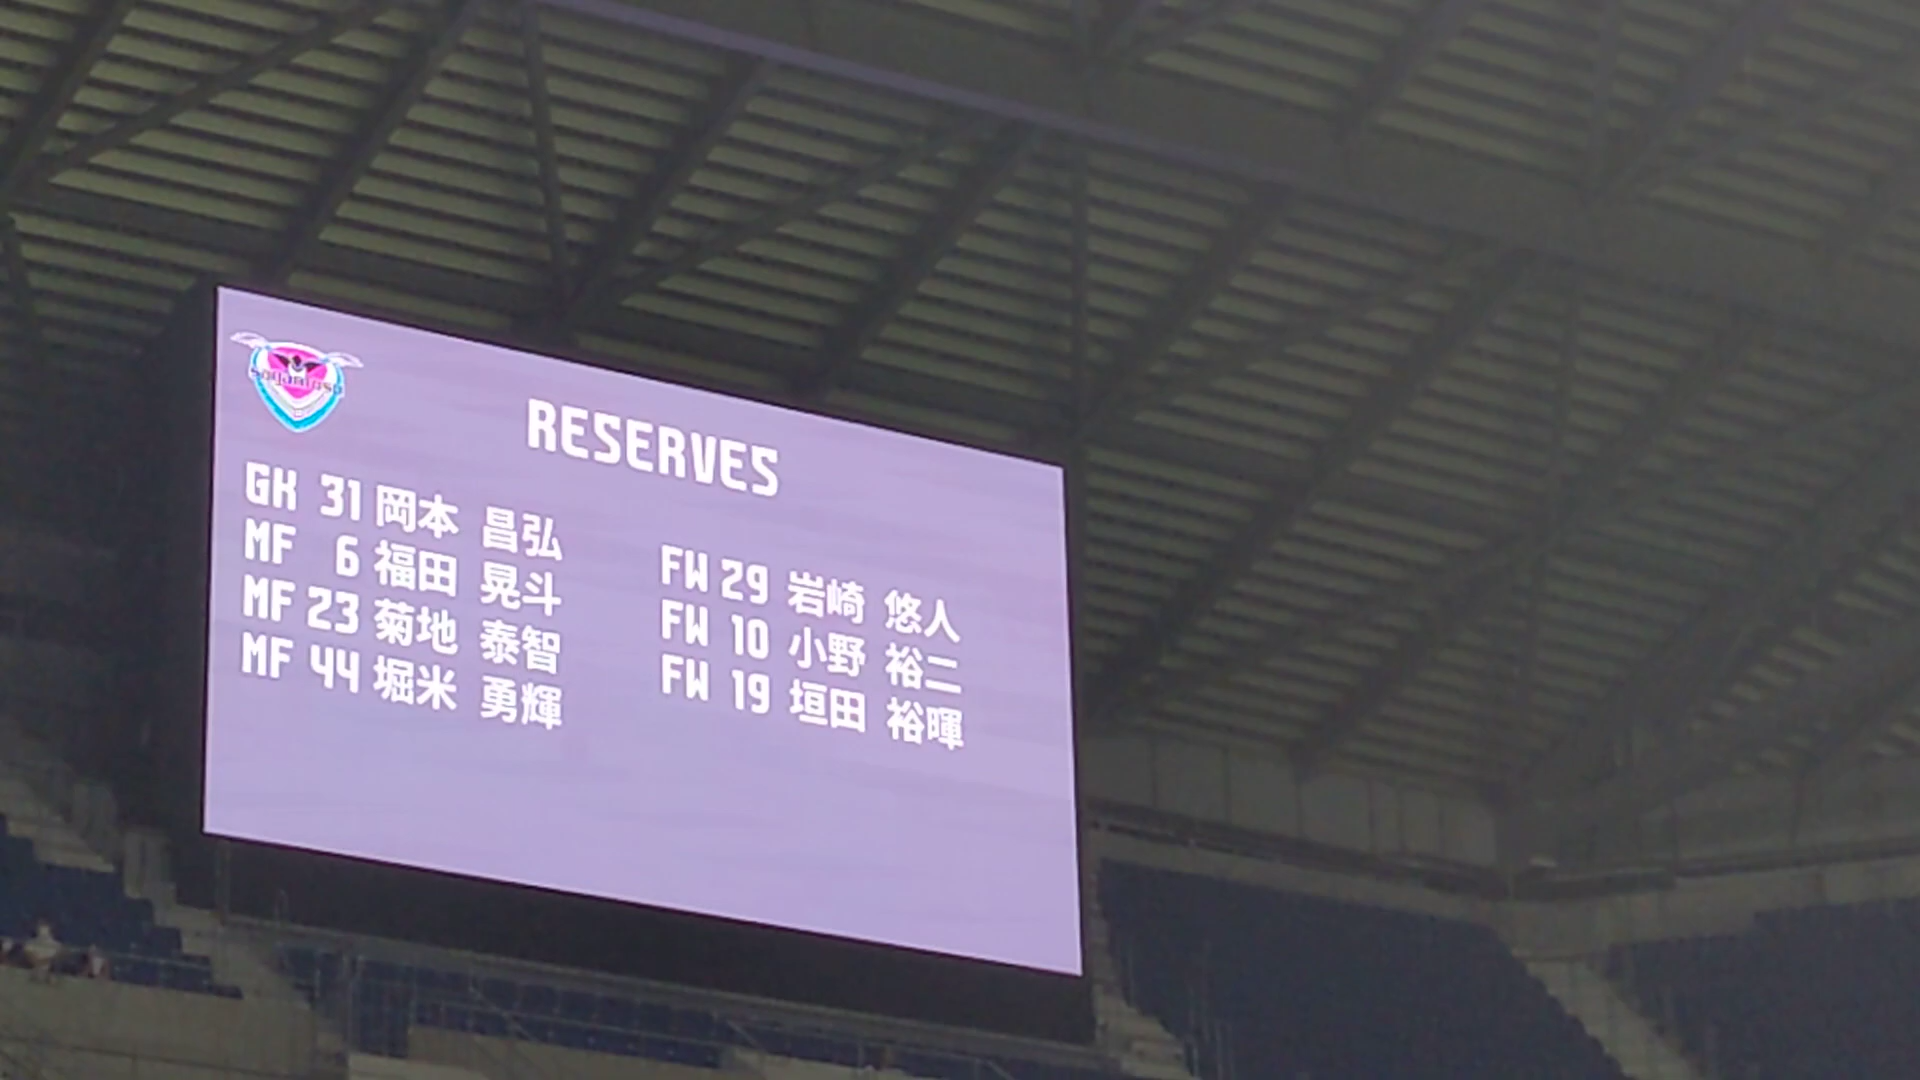 Sagantosu
RESERVES
GK 31 岡本 昌弘
MF 6 福田 晃斗
MF 23 菊地 泰智
MF 44 堀米 勇輝
FW 29 岩崎 悠人
FW 10 小野 裕二
FW 19 垣田 裕暉